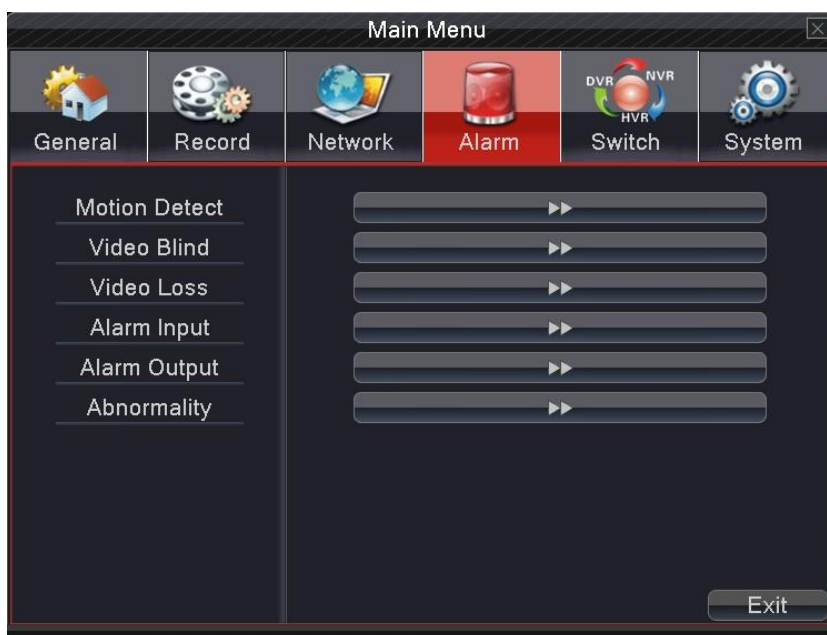 Main Menu
DVR NVR
HVR
General Record Network Alarm Switch System
Motion Detect
Video Blind
Video Loss
Alarm Input
Alarm Output
Abnormality
Exit